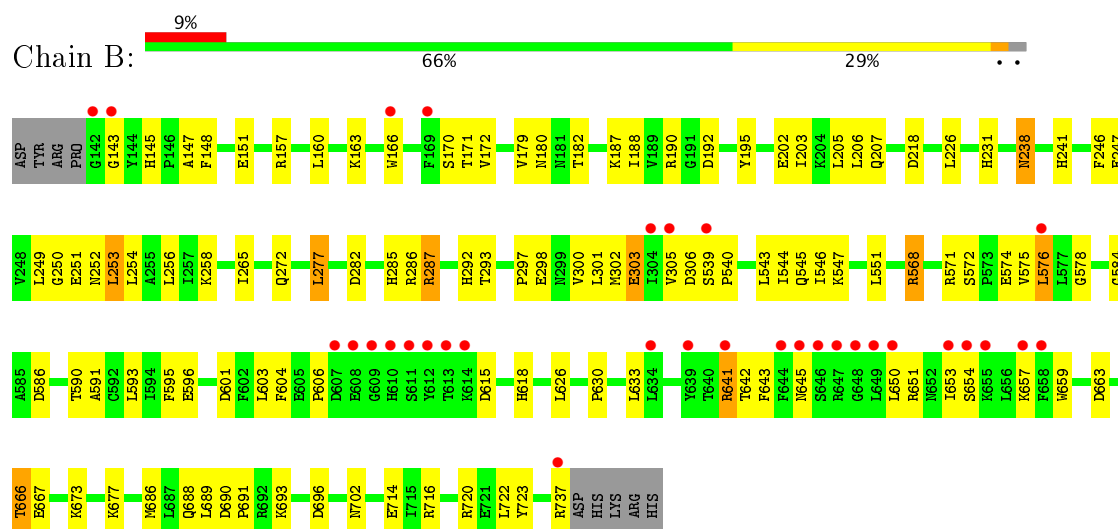 9%
Chain B:
66% 29% • •
ASP TYR ARG PRO G142 G143 Y144 H145 P146 A147 F148 E151 R157 L160 K163 W166 F169 S170 T171 V172 V179 N180 N181 T182 K187 I188 V189 R190 G191 D192 Y195 E202 I203 K204 L205 L206 Q207 D218 L226 H231 N238 H241 F246 E247
V248 L249 G250 E251 N252 L253 L254 A255 L256 I257 K258 I265 Q272 L277 D282 H285 R286 R287 H292 T293 P297 E298 N299 V300 L301 M302 E303 I304 V305 D306 S539 P540 L543 I544 Q545 I546 K547 L551 R568 R571 S572 P573 E574 V575 L576 L577 G578 G584
A585 D586 T590 A591 C592 L593 I594 F595 E596 D601 F602 L603 F604 E605 P606 D607 E608 G609 H610 S611 Y612 T613 K614 D615 H618 L626 P630 L633 L634 Y639 T640 R641 T642 F643 F644 N645 S646 R647 G648 L649 L650 R651 N652 I653 S654 K655 L656 K657 F658 W659 D663
T666 E667 K673 K677 M686 L687 Q688 L689 D690 P691 R692 K693 D696 N702 E714 I715 R716 R720 E721 L722 Y723 R737 ASP HIS LYS ARG HIS